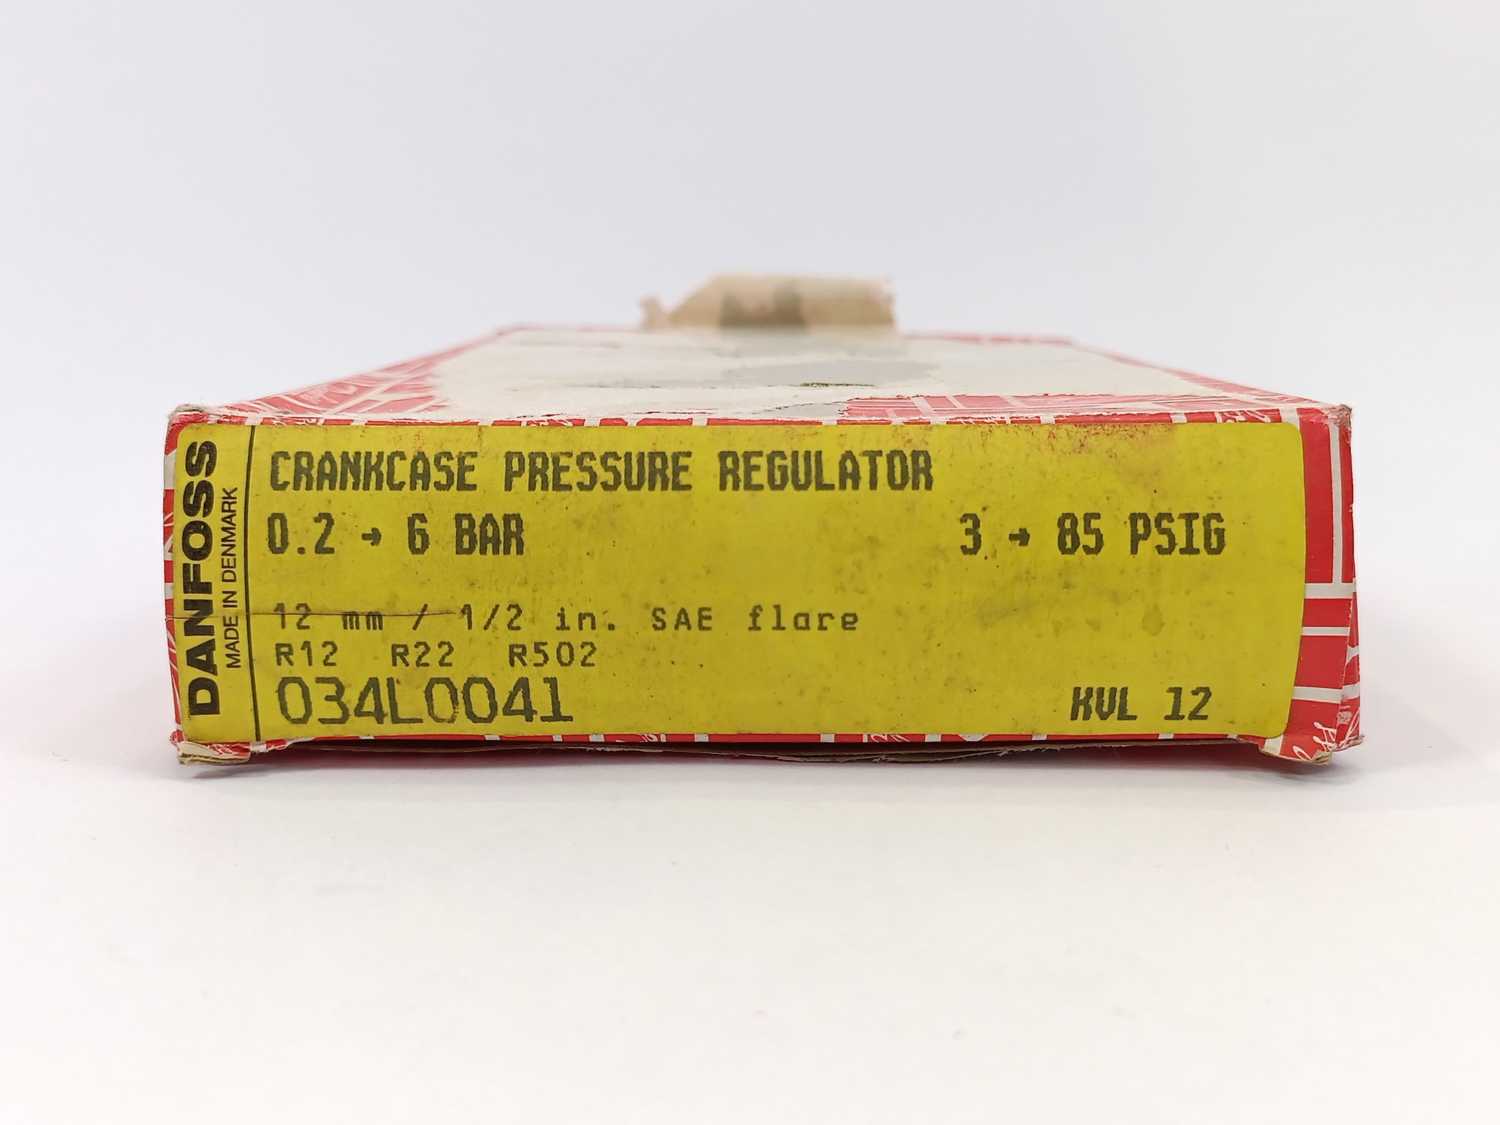 DANFOSS
MADE IN DENMARK
CRANKCASE PRESSURE REGULATOR
0.2 → 6 BAR 3 → 85 PSIG
12 mm / 1/2 in. SAE flare
R12 R22 R502
034L0041 KVL 12